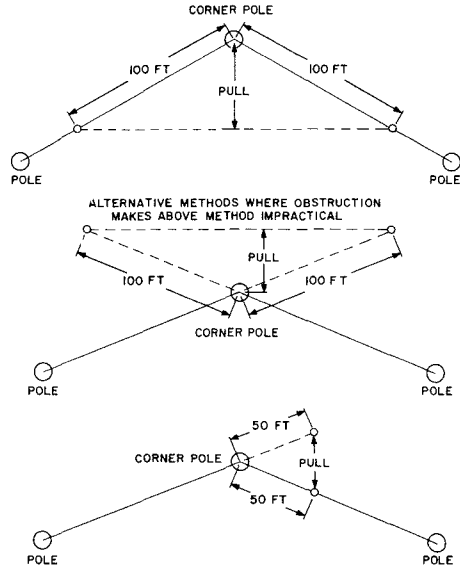 CORNER POLE
100 FT
100 FT
PULL
POLE
POLE
ALTERNATIVE METHODS WHERE OBSTRUCTION
MAKES ABOVE METHOD IMPRACTICAL
PULL
100 FT
100 FT
CORNER POLE
POLE
POLE
50 FT
CORNER POLE
PULL
50 FT
POLE
POLE